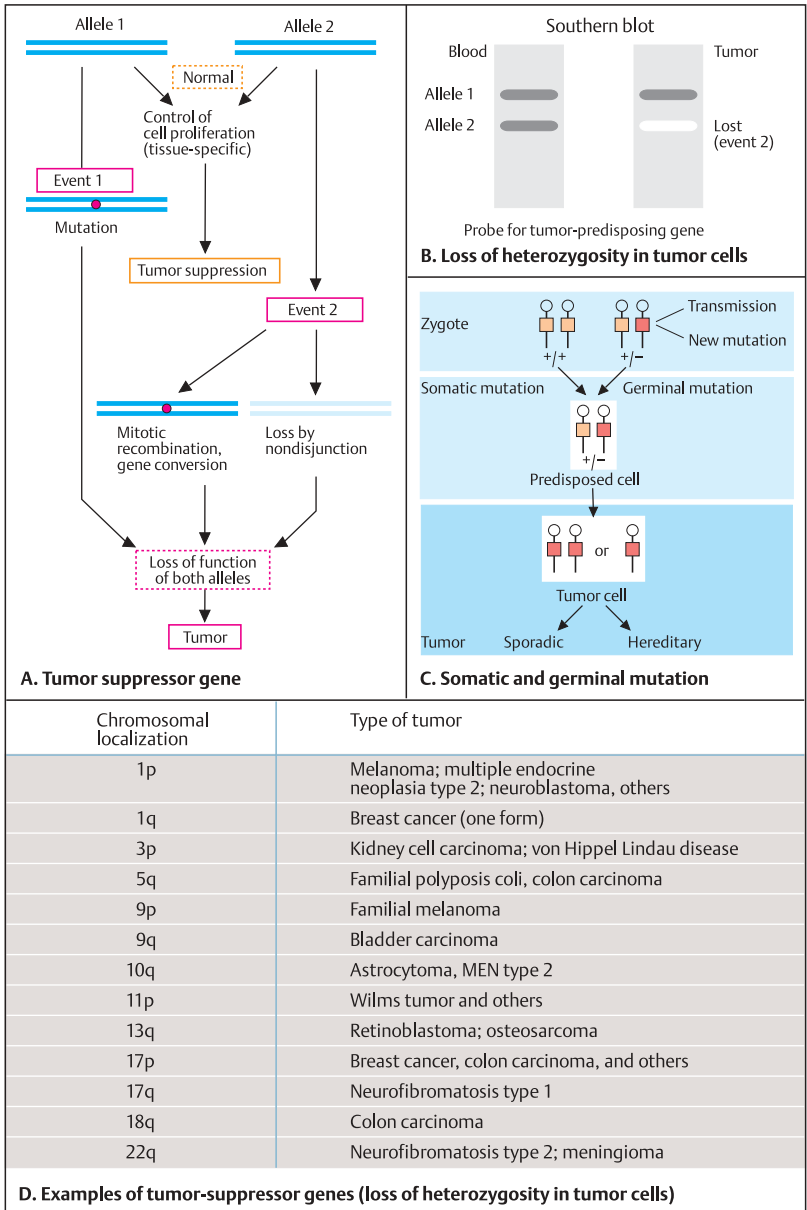 Allele 1
Allele 2
Normal
Control of
cell proliferation
(tissue-specific)
Event 1
Mutation
Tumor suppression
Event 2
Mitotic
recombination,
gene conversion
Loss by
nondisjunction
Loss of function
of both alleles
Tumor
A. Tumor suppressor gene
Southern blot
Blood
Tumor
Allele 1
Allele 2
Lost
(event 2)
Probe for tumor-predisposing gene
B. Loss of heterozygosity in tumor cells
Zygote
Transmission
New mutation
+/+
+/−
Somatic mutation
Germinal mutation
+/−
Predisposed cell
or
Tumor cell
Tumor
Sporadic
Hereditary
C. Somatic and germinal mutation
Chromosomal
localization
Type of tumor
1p
Melanoma; multiple endocrine
neoplasia type 2; neuroblastoma, others
1q Breast cancer (one form)
3p Kidney cell carcinoma; von Hippel Lindau disease
5q Familial polyposis coli, colon carcinoma
9p Familial melanoma
9q Bladder carcinoma
10q Astrocytoma, MEN type 2
11p Wilms tumor and others
13q Retinoblastoma; osteosarcoma
17p Breast cancer, colon carcinoma, and others
17q Neurofibromatosis type 1
18q Colon carcinoma
22q Neurofibromatosis type 2; meningioma
D. Examples of tumor-suppressor genes (loss of heterozygosity in tumor cells)